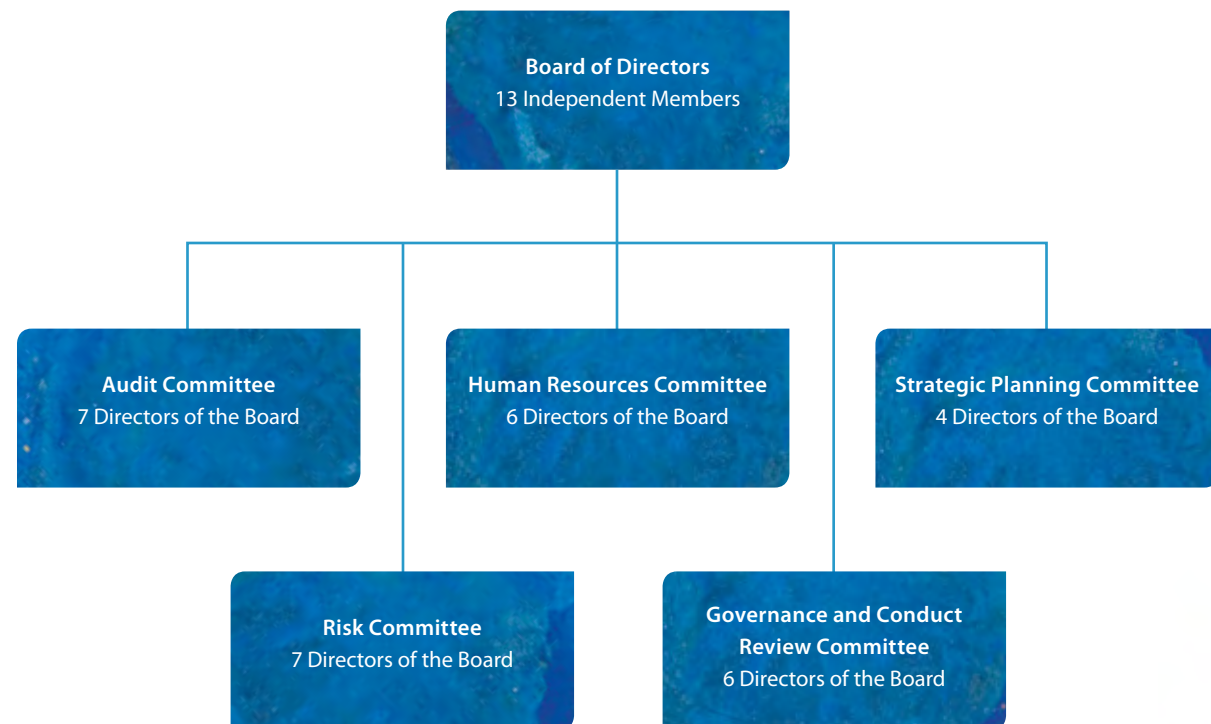 Board of Directors
13 Independent Members
Audit Committee
7 Directors of the Board
Human Resources Committee
6 Directors of the Board
Strategic Planning Committee
4 Directors of the Board
Risk Committee
7 Directors of the Board
Governance and Conduct
Review Committee
6 Directors of the Board